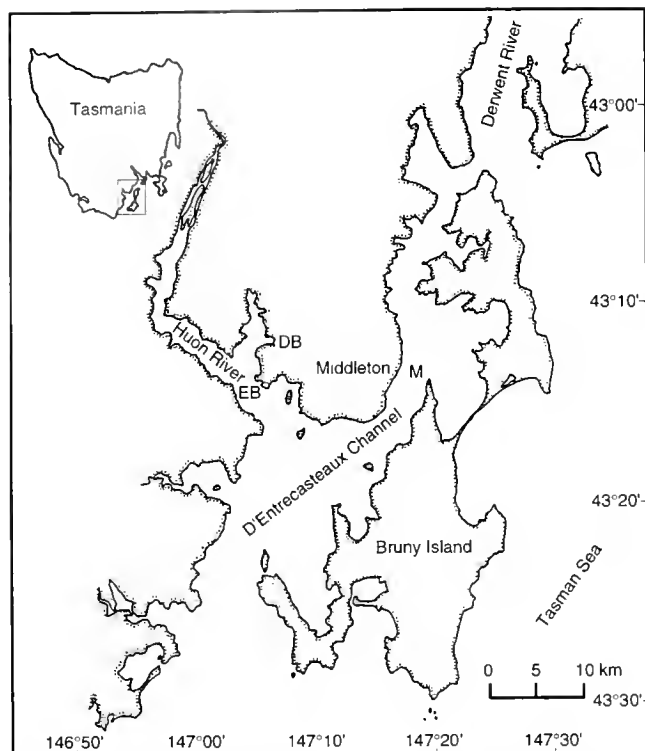 Tasmania
Derwent River
43°00'
43°10'
Huon River
DB
EB
Middleton
M
D'Entrecasteaux Channel
43°20'
Bruny Island
Tasman Sea
0 5 10 km
43°30'
146°50' 147°00' 147°10' 147°20' 147°30'